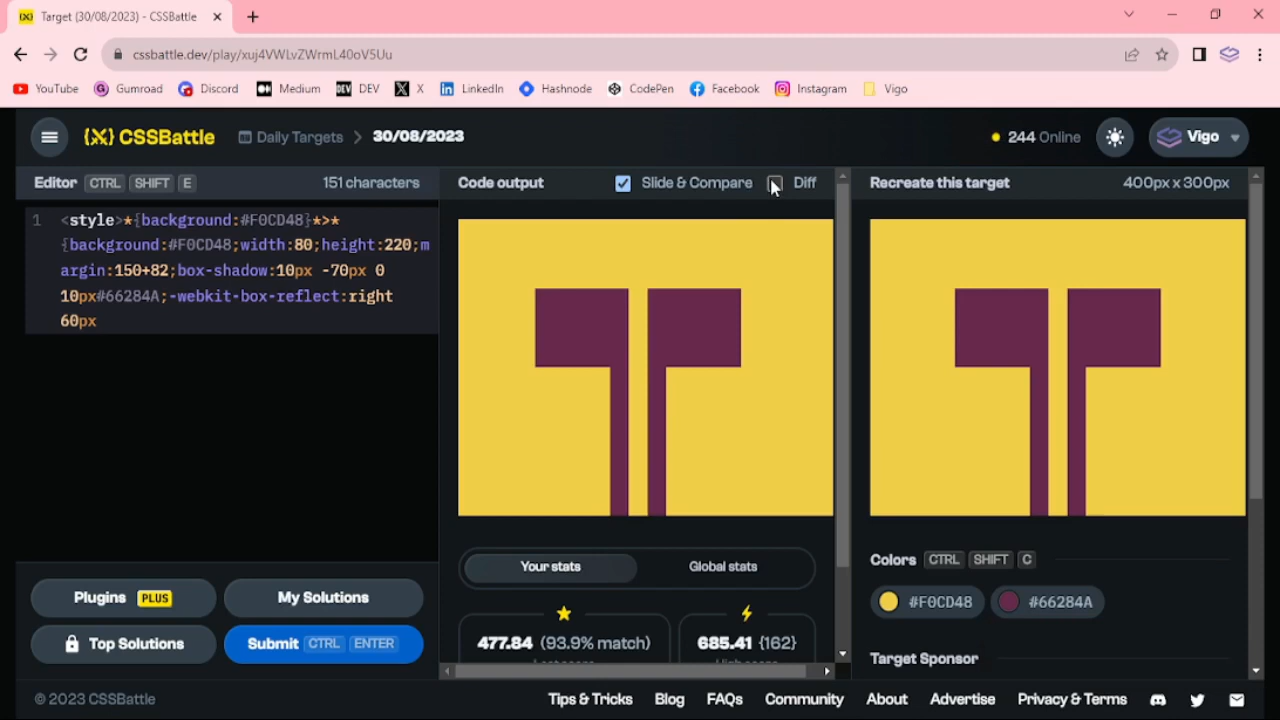 Target (30/08/2023) - CSSBattle
cssbattle.dev/play/xuj4VWLvZWrmL40oV5Uu
YouTube Gumroad Discord Medium DEV X LinkedIn Hashnode CodePen Facebook Instagram Vigo
{X} CSSBattle Daily Targets > 30/08/2023 244 Online Vigo
Editor CTRL SHIFT E 151 characters Code output Slide & Compare Diff Recreate this target 400px x 300px
1 <style>*{background:#F0CD48}*>*
{background:#F0CD48;width:80;height:220;m
argin:150+82;box-shadow:10px -70px 0
10px#66284A;-webkit-box-reflect:right
60px
Colors CTRL SHIFT C
Your stats Global stats
#F0CD48 #66284A
Plugins PLUS My Solutions
Top Solutions Submit CTRL ENTER
477.84 (93.9% match) 685.41 {162}
Target Sponsor
© 2023 CSSBattle Tips & Tricks Blog FAQs Community About Advertise Privacy & Terms